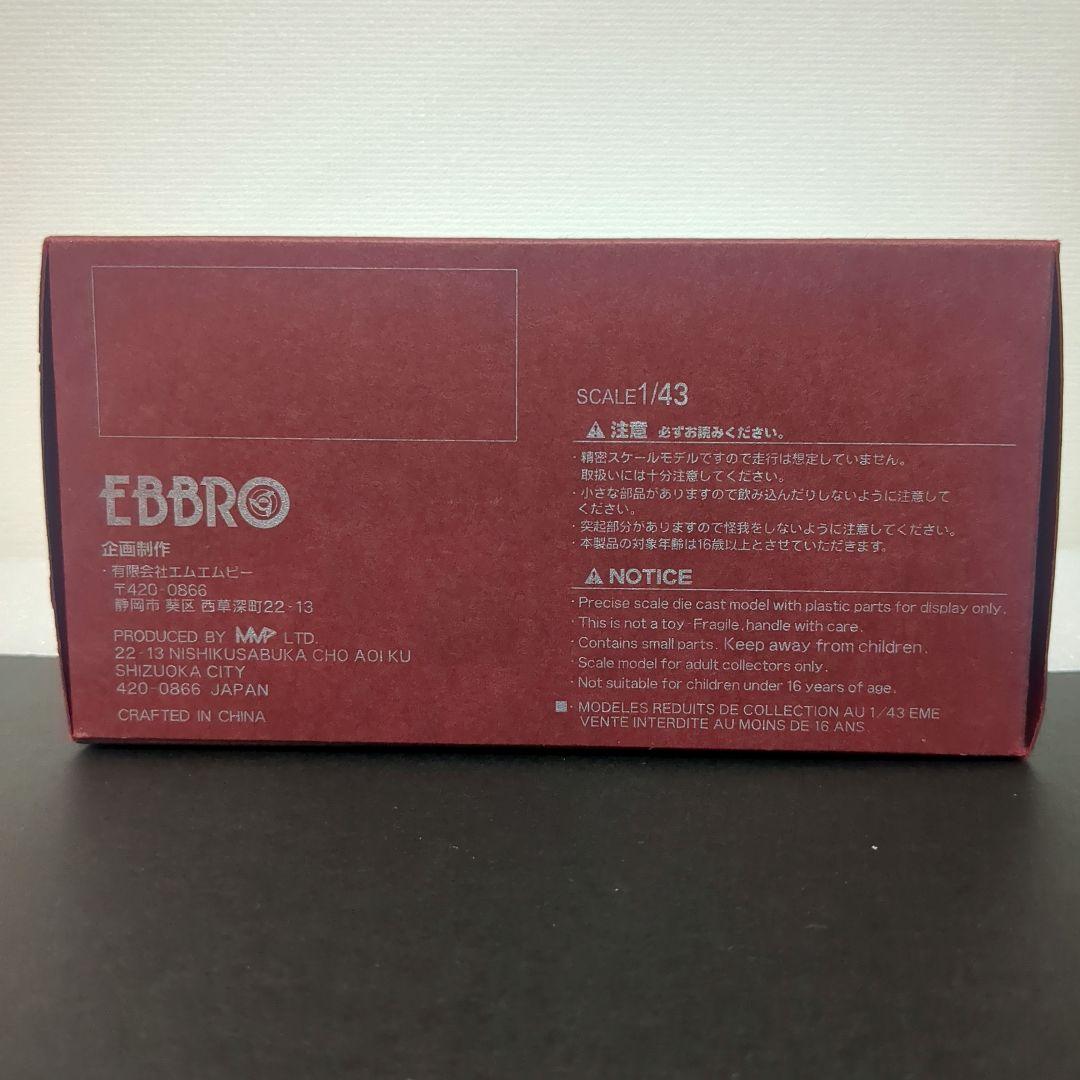 EBBRO
企画制作
・有限会社エムエムピー
〒420-0866
静岡市 葵区 西草深町22-13
PRODUCED BY MMP LTD.
22-13 NISHIKUSABUKA CHO AOI KU
SHIZUOKA CITY
420-0866 JAPAN
CRAFTED IN CHINA
SCALE 1/43
⚠ 注意 必ずお読みください。
・精密スケールモデルですので走行は想定していません。
取扱いには十分注意してください。
・小さな部品がありますので飲み込んだりしないように注意して
ください。
・突起部分がありますので怪我をしないように注意してください。
・本製品の対象年齢は16歳以上とさせていただきます。
⚠ NOTICE
・Precise scale die cast model with plastic parts for display only.
・This is not a toy-Fragile, handle with care.
・Contains small parts. Keep away from children.
・Scale model for adult collectors only.
・Not suitable for children under 16 years of age.
■・MODELES REDUITS DE COLLECTION AU 1/43 EME
VENTE INTERDITE AU MOINS DE 16 ANS.